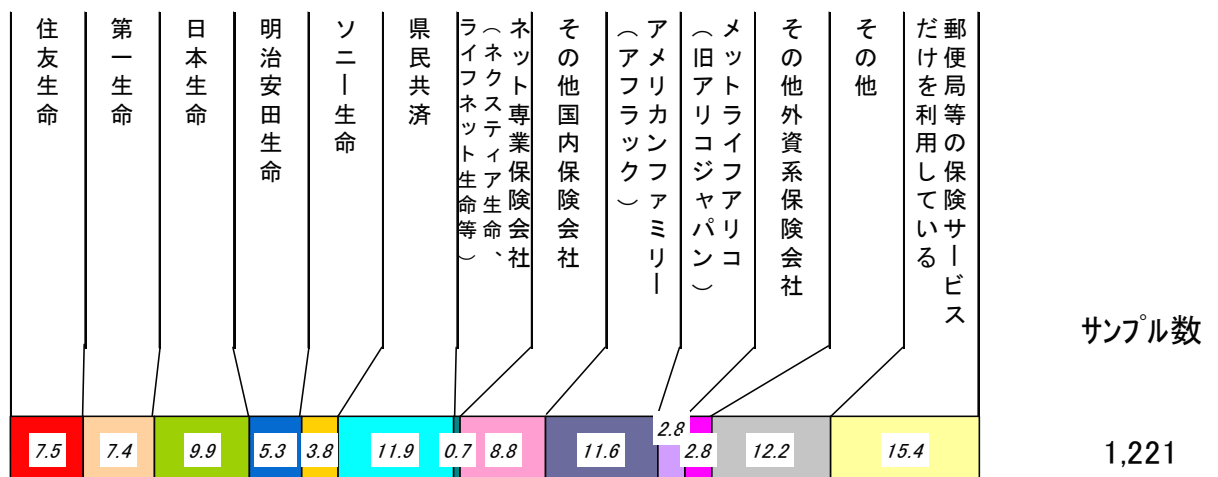 住友生命
第一生命
日本生命
明治安田生命
ソニー生命
県民共済
ネット専業保険会社
（ネクスティア生命、
ライフネット生命等）
その他国内保険会社
アメリカンファミリー
（アフラック）
メットライフアリコ
（旧アリコジャパン）
その他外資系保険会社
その他
郵便局等の保険サービス
だけを利用している
サンプル数
7.5
7.4
9.9
5.3
3.8
11.9
0.7
8.8
11.6
2.8
2.8
12.2
15.4
1,221